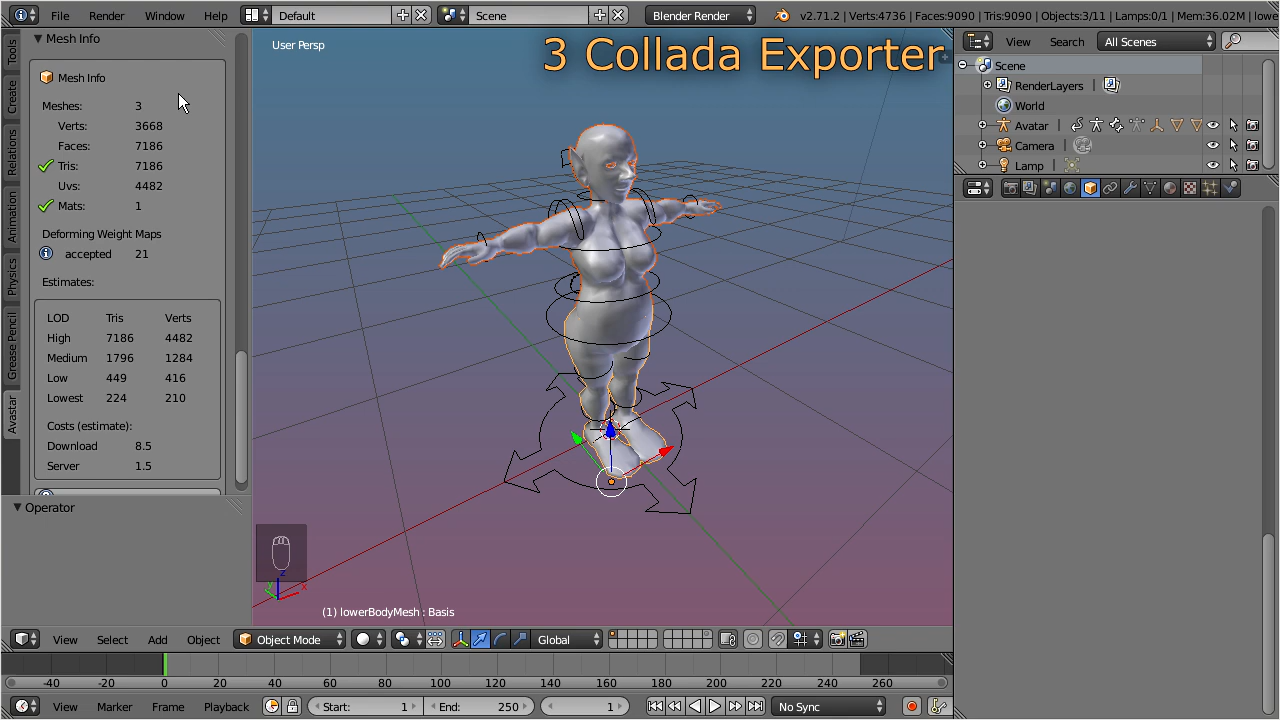 File Render Window Help Default Scene Blender Render v2.71.2 | Verts:4736 | Faces:9090 | Tris:9090 | Objects:3/11 | Lamps:0/1 | Mem:36.02M | lowe
Tools
Create
Relations
Animation
Physics
Grease Pencil
Avastar
Mesh Info
Mesh Info
Meshes: 3
Verts: 3668
Faces: 7186
Tris: 7186
Uvs: 4482
Mats: 1
Deforming Weight Maps
accepted 21
Estimates:
LOD Tris Verts
High 7186 4482
Medium 1796 1284
Low 449 416
Lowest 224 210
Costs (estimate):
Download 8.5
Server 1.5
Operator
User Persp
3 Collada Exporter
z
y
x
(1) lowerBodyMesh : Basis
View Search All Scenes
Scene
RenderLayers |
World
Avatar
Camera
Lamp
View Select Add Object Object Mode Global
-40 -20 0 20 40 60 80 100 120 140 160 180 200 220 240 260
View Marker Frame Playback Start: 1 End: 250 1 No Sync